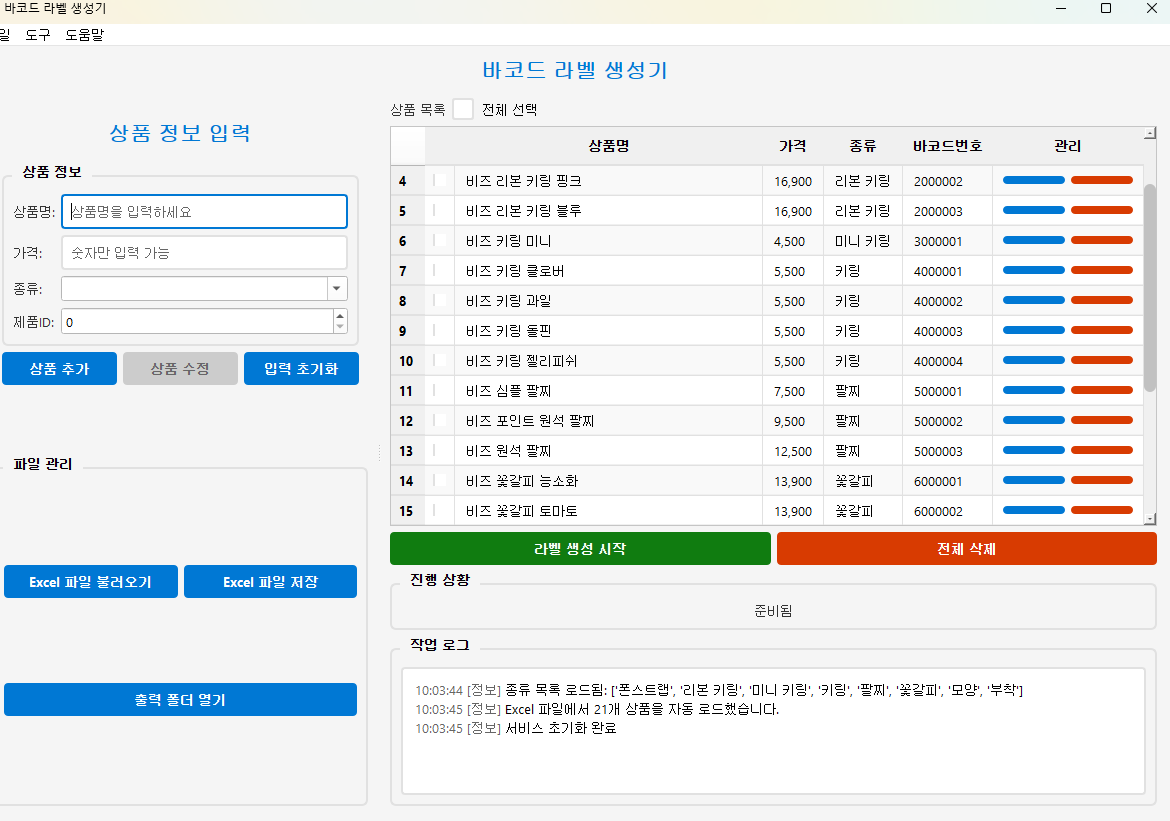 바코드 라벨 생성기
일 도구 도움말
바코드 라벨 생성기
상품 정보 입력
상품 정보
상품명: 상품명을 입력하세요
가격: 숫자만 입력 가능
종류:
제품ID: 0
상품 추가 상품 수정 입력 초기화
파일 관리
Excel 파일 불러오기 Excel 파일 저장
출력 폴더 열기
상품 목록 전체 선택
상품명 가격 종류 바코드번호 관리
4 비즈 리본 키링 핑크 16,900 리본 키링 2000002
5 비즈 리본 키링 블루 16,900 리본 키링 2000003
6 비즈 키링 미니 4,500 미니 키링 3000001
7 비즈 키링 클로버 5,500 키링 4000001
8 비즈 키링 과일 5,500 키링 4000002
9 비즈 키링 돌핀 5,500 키링 4000003
10 비즈 키링 젤리피쉬 5,500 키링 4000004
11 비즈 심플 팔찌 7,500 팔찌 5000001
12 비즈 포인트 원석 팔찌 9,500 팔찌 5000002
13 비즈 원석 팔찌 12,500 팔찌 5000003
14 비즈 꽃갈피 능소화 13,900 꽃갈피 6000001
15 비즈 꽃갈피 토마토 13,900 꽃갈피 6000002
라벨 생성 시작 전체 삭제
진행 상황
준비됨
작업 로그
10:03:44 [정보] 종류 목록 로드됨: ['폰스트랩', '리본 키링', '미니 키링', '키링', '팔찌', '꽃갈피', '모양', '부착']
10:03:45 [정보] Excel 파일에서 21개 상품을 자동 로드했습니다.
10:03:45 [정보] 서비스 초기화 완료